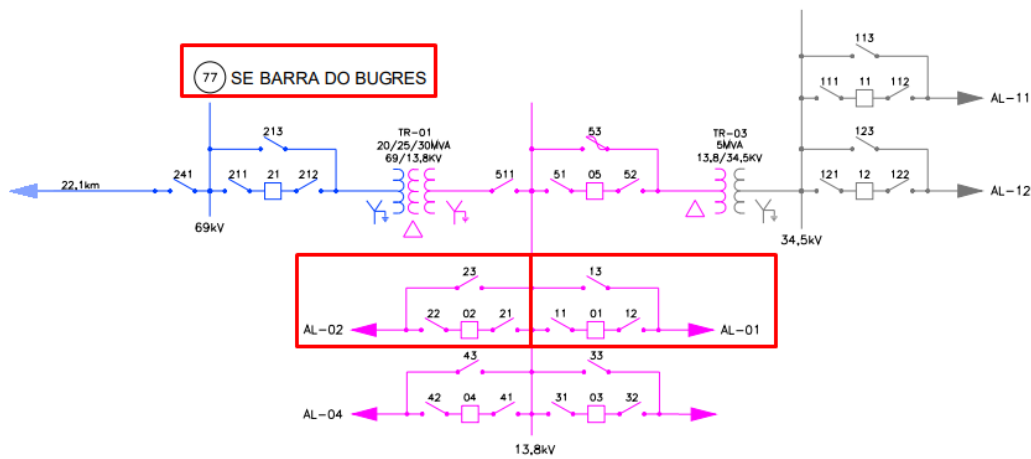 77 SE BARRA DO BUGRES
113
111 11 112
AL-11
213
53
TR-01
20/25/30MVA
69/13,8KV
TR-03
5MVA
13,8/34,5KV
123
22,1km
241 211 21 212
511 51 05 52
121 12 122
AL-12
69kV
34,5kV
23 13
AL-02 22 02 21 11 01 12 AL-01
43 33
AL-04 42 04 41 31 03 32
13,8kV